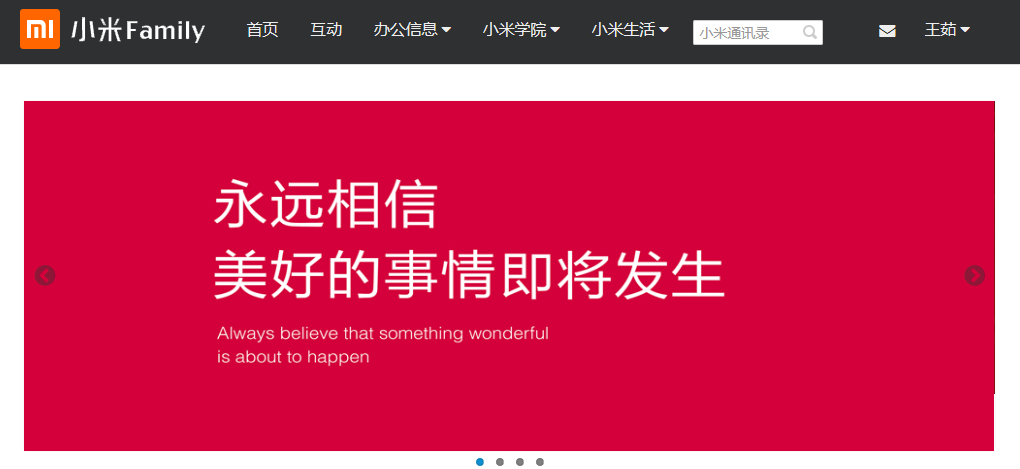 mi 小米Family 首页 互动 办公信息 小米学院 小米生活 小米通讯录 王茹
永远相信
美好的事情即将发生
Always believe that something wonderful
is about to happen